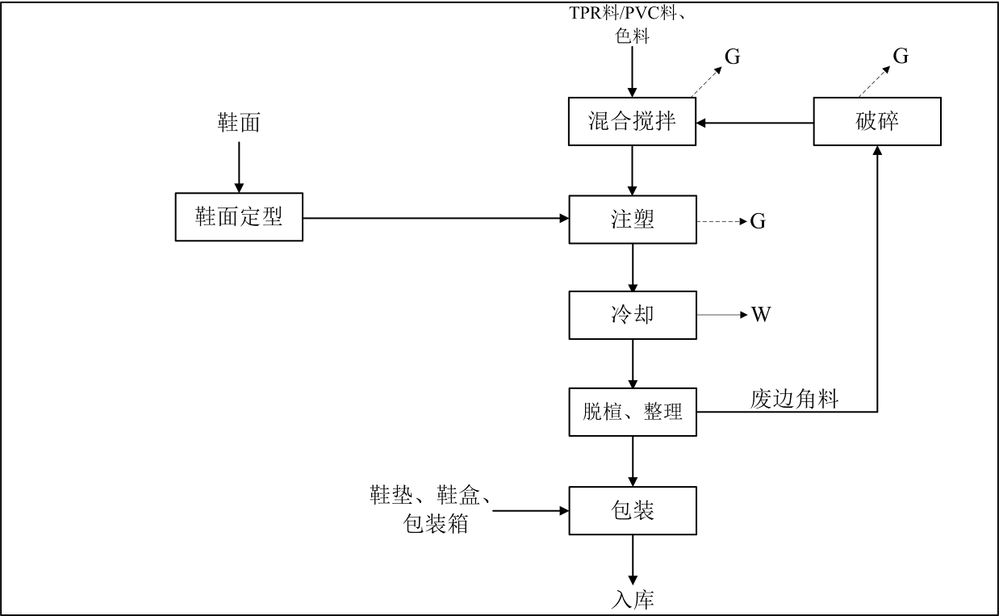 TPR料/PVC料、
色料
G
G
混合搅拌
破碎
鞋面
鞋面定型
注塑
G
冷却
W
脱楦、整理
废边角料
鞋垫、鞋盒、
包装箱
包装
入库